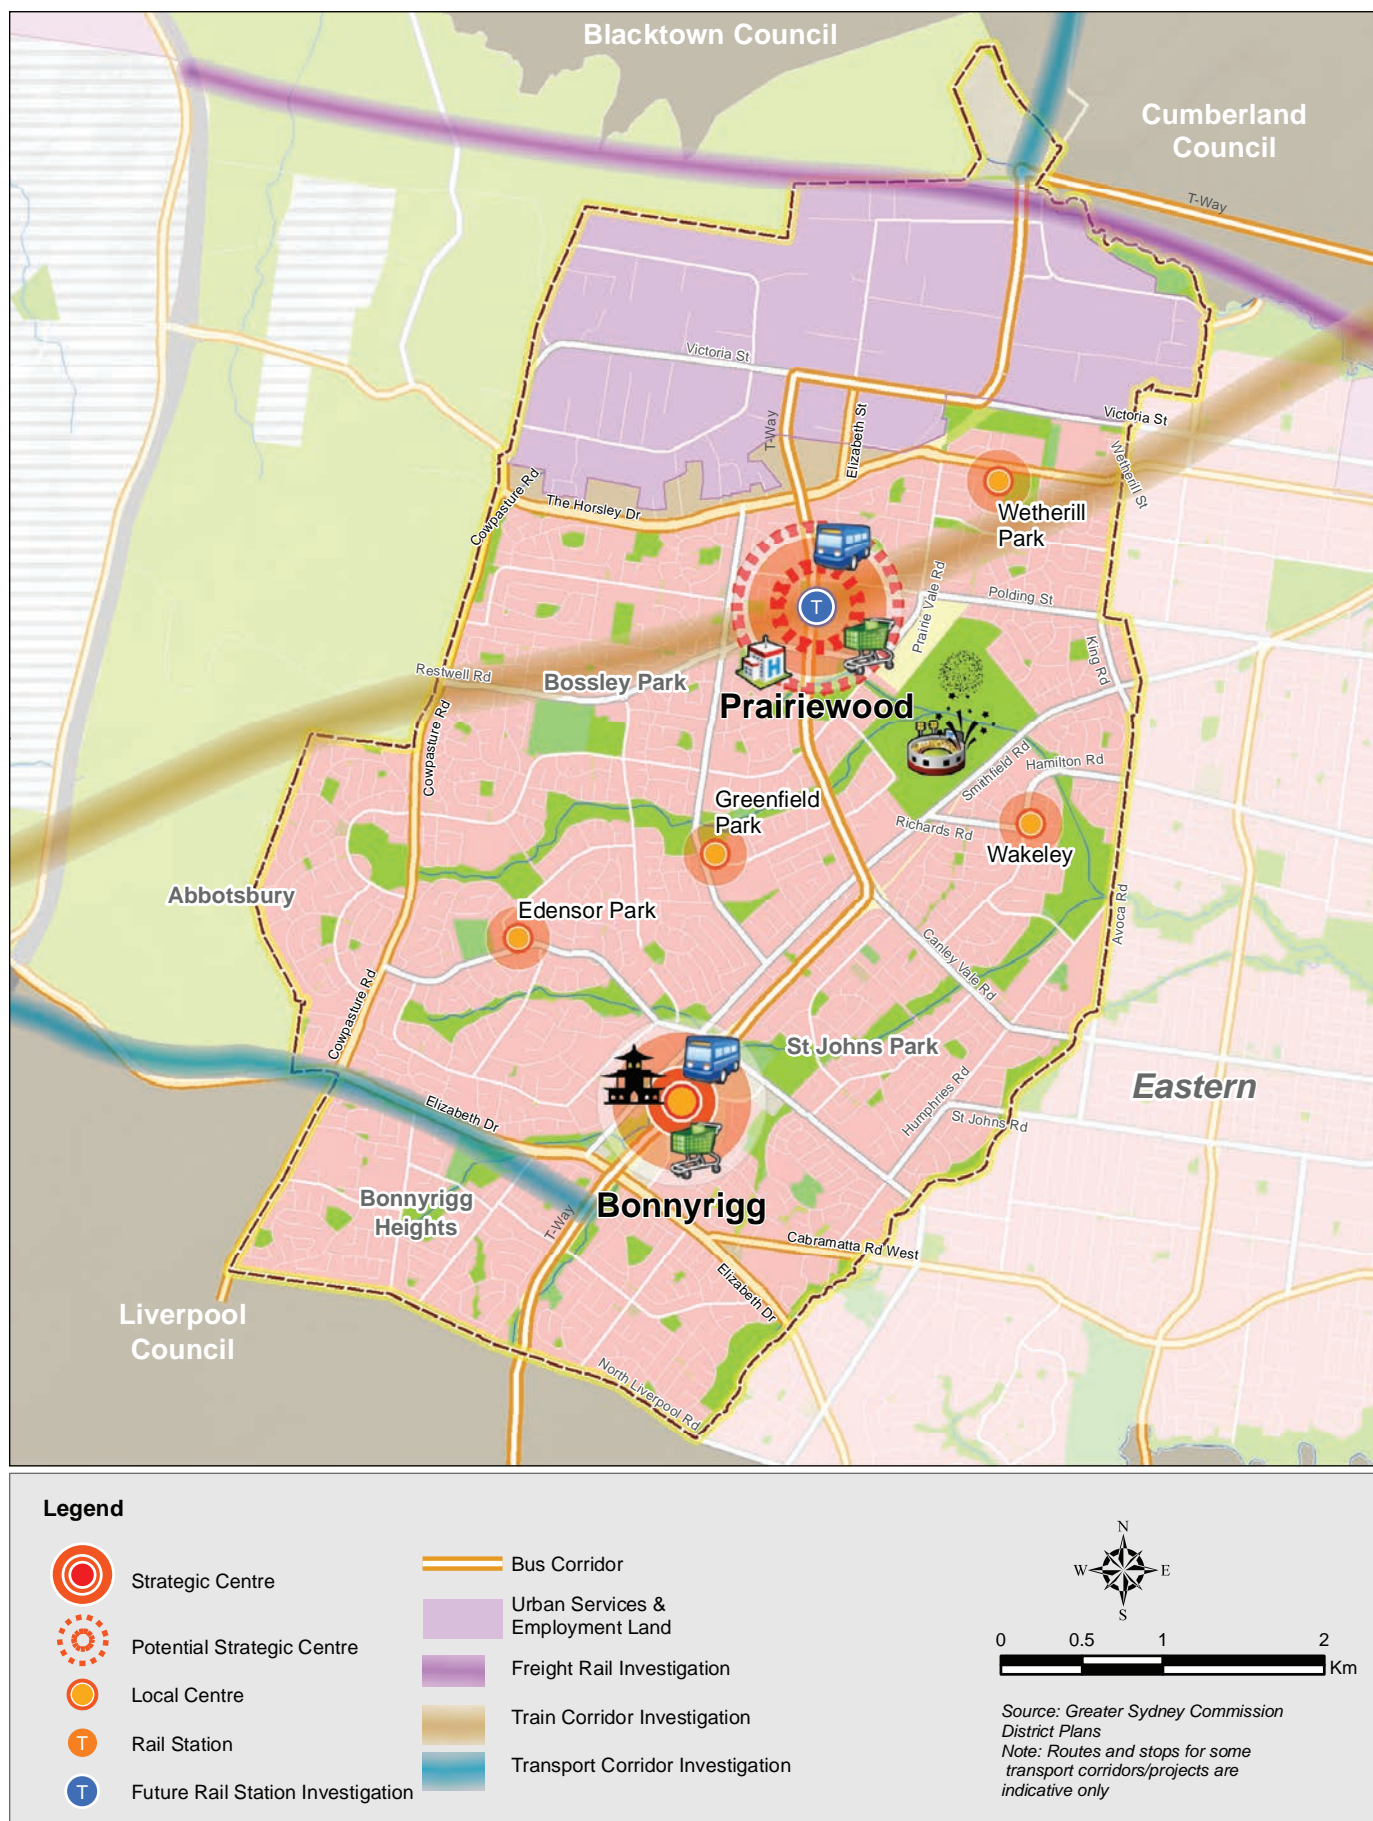 Blacktown Council
Cumberland
Council
T-Way
Victoria St
Victoria St
T-Way
Elizabeth St
Wetherill St
Cowpasture Rd
The Horsley Dr
Wetherill
Park
T
Prairie Vale Rd
Polding St
King Rd
H
Restwell Rd
Bossley Park
Prairiewood
Cowpasture Rd
Smithfield Rd
Hamilton Rd
Greenfield
Park
Richards Rd
Wakeley
Abbotsbury
Edensor Park
Avoca Rd
Canley Vale Rd
Cowpasture Rd
St Johns Park
Eastern
Humphries Rd
St Johns Rd
Elizabeth Dr
Bonnyrigg
Heights
Bonnyrigg
T-Way
Cabramatta Rd West
Elizabeth Dr
Liverpool
Council
North Liverpool Rd
Legend
Strategic Centre
Potential Strategic Centre
Local Centre
T
Rail Station
T
Future Rail Station Investigation
Bus Corridor
Urban Services &
Employment Land
Freight Rail Investigation
Train Corridor Investigation
Transport Corridor Investigation
N
W E
S
0 0.5 1 2
Km
Source: Greater Sydney Commission
District Plans
Note: Routes and stops for some
transport corridors/projects are
indicative only